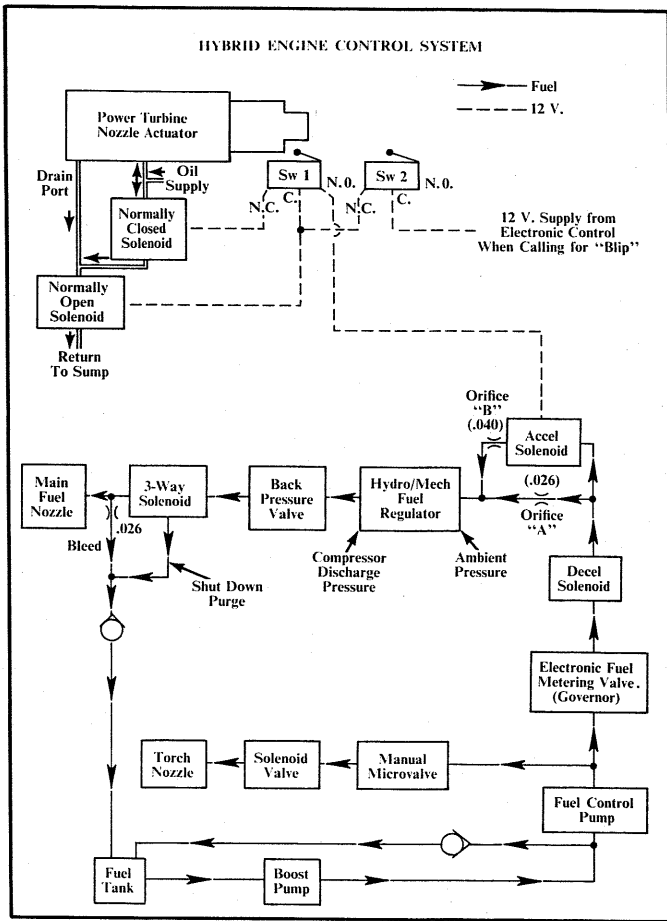 HYBRID ENGINE CONTROL SYSTEM
Fuel
12 V.
Power Turbine
Nozzle Actuator
Drain
Port
Oil
Supply
Sw 1
N.O.
Sw 2
N.O.
N.C.
C.
N.C.
C.
Normally
Closed
Solenoid
12 V. Supply from
Electronic Control
When Calling for "Blip"
Normally
Open
Solenoid
Return
To Sump
Orifice
"B"
(.040)
Accel
Solenoid
Main
Fuel
Nozzle
3-Way
Solenoid
Back
Pressure
Valve
Hydro/Mech
Fuel
Regulator
(.026)
Orifice
"A"
.026
Bleed
Shut Down
Purge
Compressor
Discharge
Pressure
Ambient
Pressure
Decel
Solenoid
Electronic Fuel
Metering Valve.
(Governor)
Torch
Nozzle
Solenoid
Valve
Manual
Microvalve
Fuel Control
Pump
Fuel
Tank
Boost
Pump